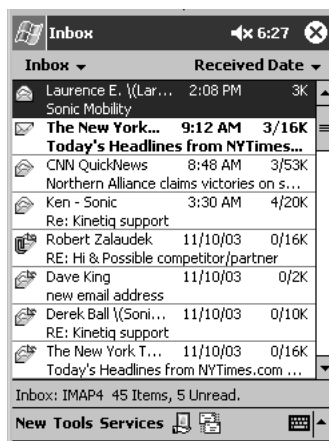 Inbox 6:27
Inbox Received Date
Laurence E. \(Lar... 2:08 PM 3K
Sonic Mobility
The New York... 9:12 AM 3/16K
Today's Headlines from NYTimes...
CNN QuickNews 8:48 AM 3/53K
Northern Alliance claims victories on s...
Ken - Sonic 3:30 AM 4/20K
Re: Kinetiq support
Robert Zalaudek 11/10/03 0/16K
RE: Hi & Possible competitor/partner
Dave King 11/10/03 0/2K
new email address
Derek Ball \(Soni... 11/10/03 0/10K
RE: Kinetiq support
The New York T... 11/10/03 0/16K
Today's Headlines from NYTimes.com ...
Inbox: IMAP4 45 Items, 5 Unread.
New Tools Services